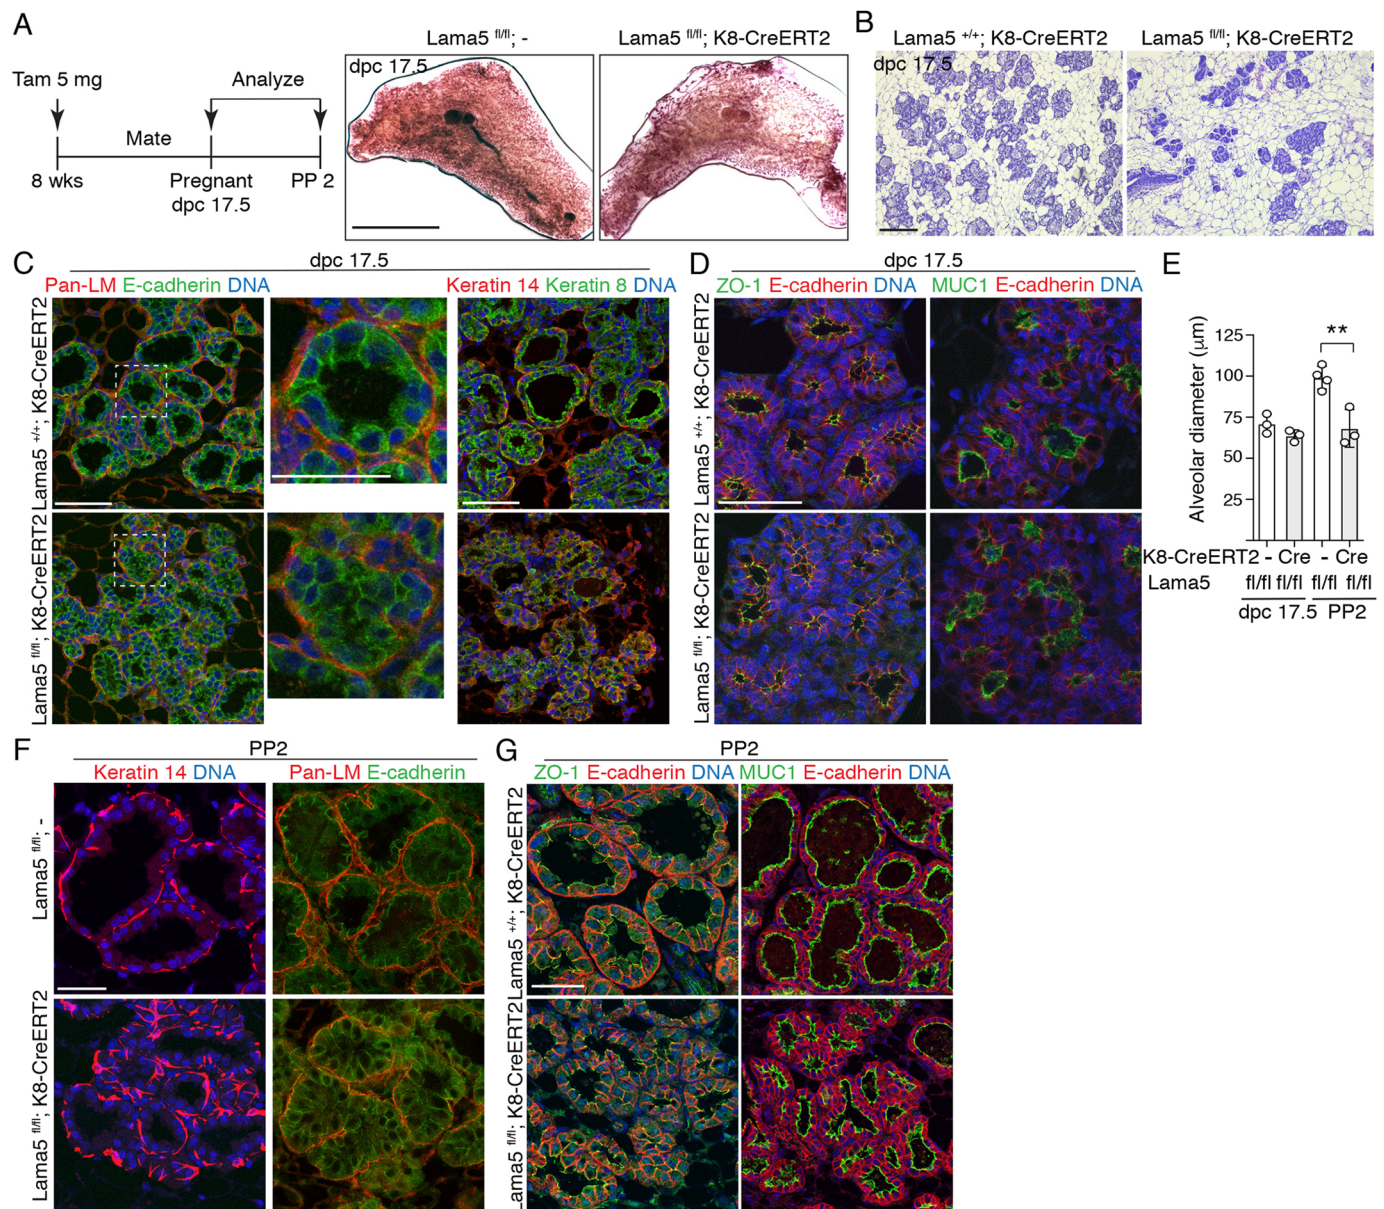 A
Tam 5 mg
Analyze
Mate
8 wks
Pregnant
dpc 17.5
PP 2
Lama5 fl/fl; -
Lama5 fl/fl; K8-CreERT2
dpc 17.5
B
Lama5 +/+; K8-CreERT2
Lama5 fl/fl; K8-CreERT2
dpc 17.5
C
dpc 17.5
Pan-LM E-cadherin DNA
Keratin 14 Keratin 8 DNA
Lama5 +/+; K8-CreERT2
Lama5 fl/fl; K8-CreERT2
D
dpc 17.5
ZO-1 E-cadherin DNA
MUC1 E-cadherin DNA
Lama5 +/+; K8-CreERT2
Lama5 fl/fl; K8-CreERT2
E
Alveolar diameter (μm)
125
100
75
50
25
**
K8-CreERT2 - Cre - Cre
Lama5 fl/fl fl/fl fl/fl fl/fl
dpc 17.5 PP2
F
PP2
Keratin 14 DNA
Pan-LM E-cadherin
Lama5 fl/fl; -
Lama5 fl/fl; K8-CreERT2
G
PP2
ZO-1 E-cadherin DNA
MUC1 E-cadherin DNA
Lama5 +/+; K8-CreERT2
Lama5 fl/fl; K8-CreERT2